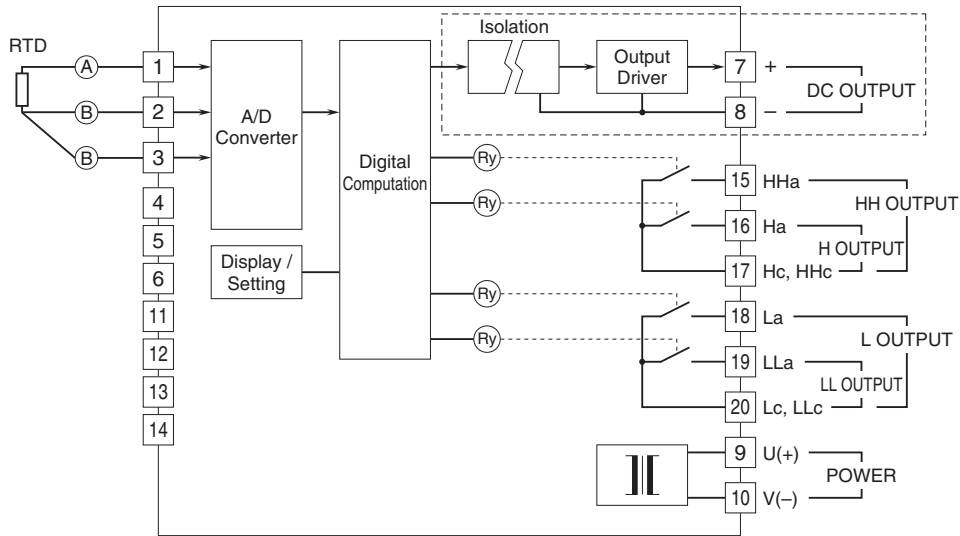 RTD
A
B
B
1
2
3
4
5
6
11
12
13
14
A/D
Converter
Display /
Setting
Digital
Computation
Isolation
Output
Driver
Ry
Ry
Ry
Ry
7 +
8 –
DC OUTPUT
15 HHa
16 Ha
17 Hc, HHc
HH OUTPUT
H OUTPUT
18 La
19 LLa
20 Lc, LLc
L OUTPUT
LL OUTPUT
9 U(+)
10 V(–)
POWER